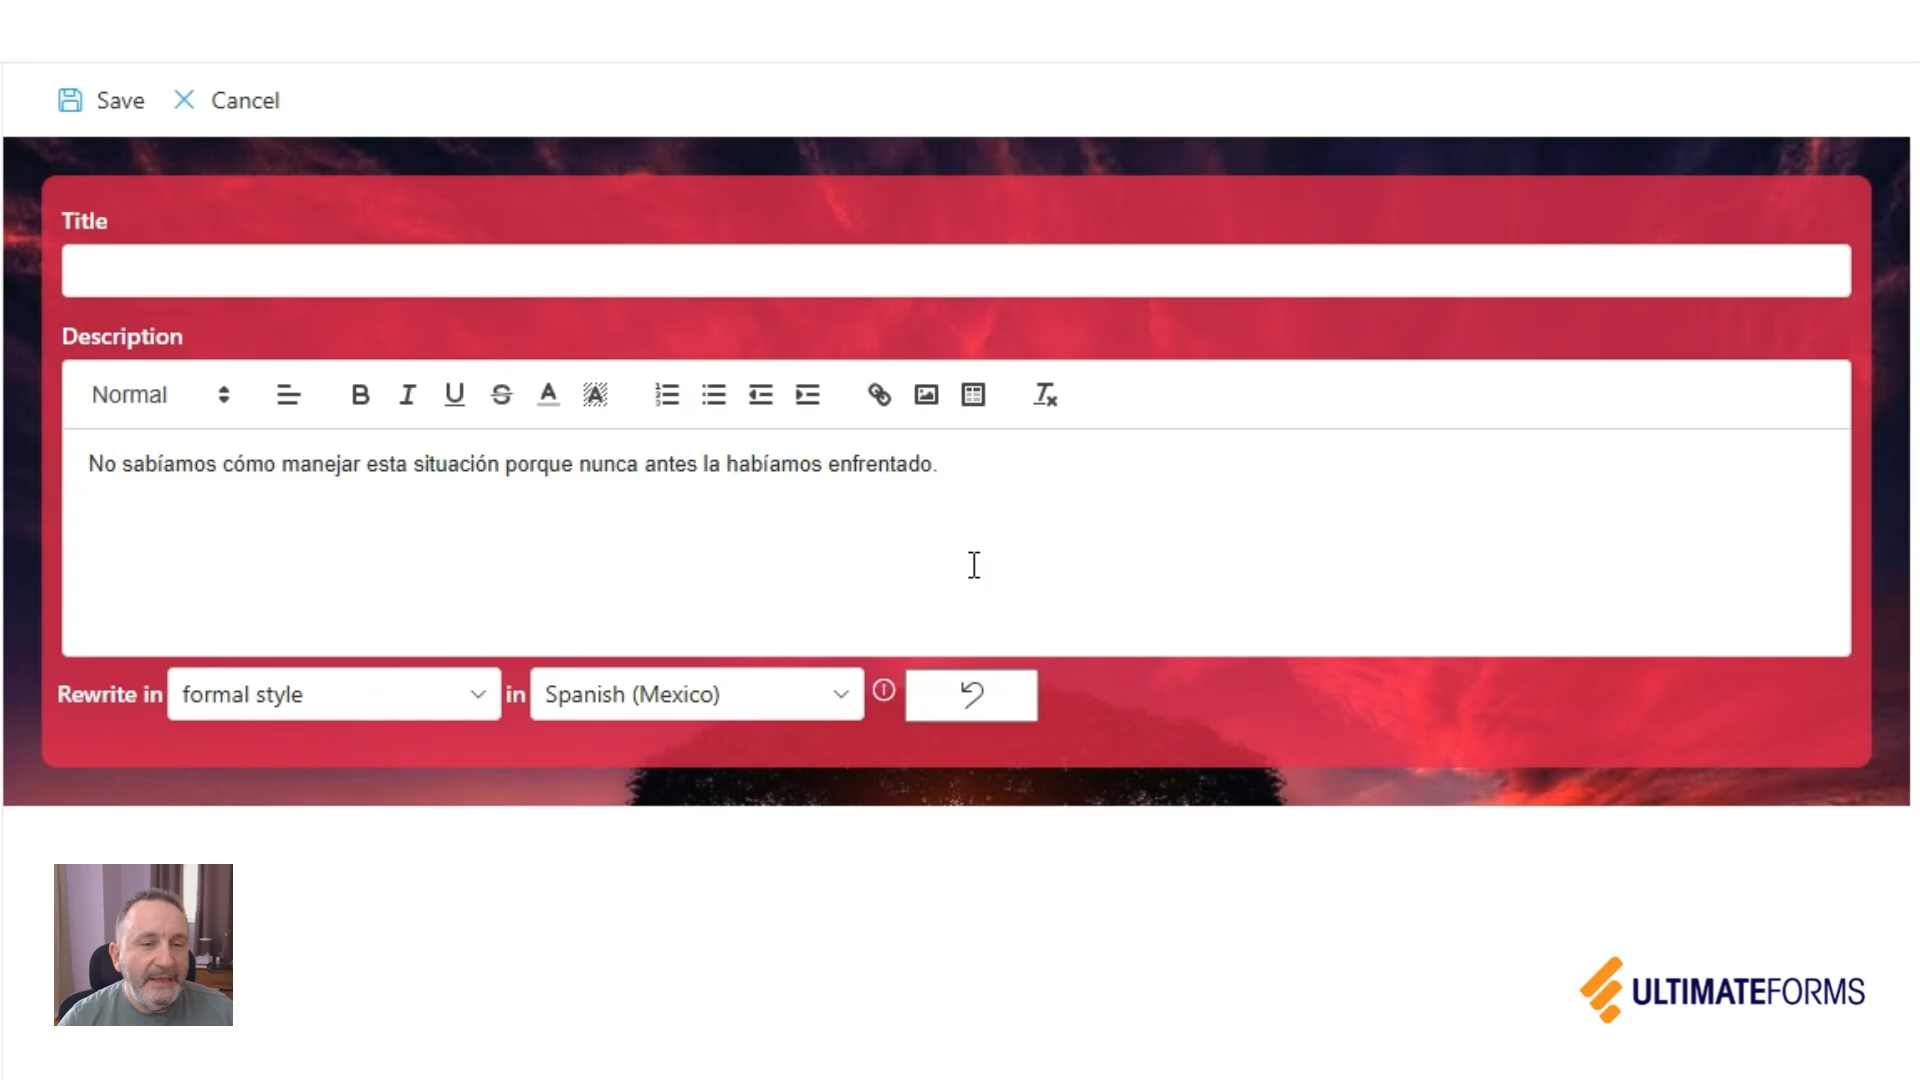 Save Cancel
Title
Description
Normal
No sabíamos cómo manejar esta situación porque nunca antes la habíamos enfrentado.
Rewrite in formal style in Spanish (Mexico)
ULTIMATEFORMS